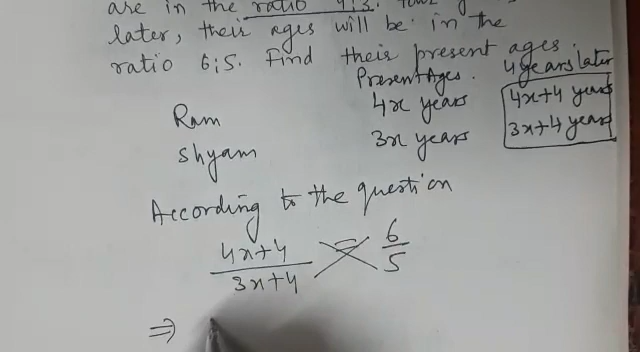 are in the ratio 4:3. four
later, their ages will be in the
ratio 6:5. Find their present ages.
Present Ages. 4 years later
Ram 4x years 4x+4 years
Shyam 3x years 3x+4 years
According to the question
4x+4 = 6
3x+4 5
⇒